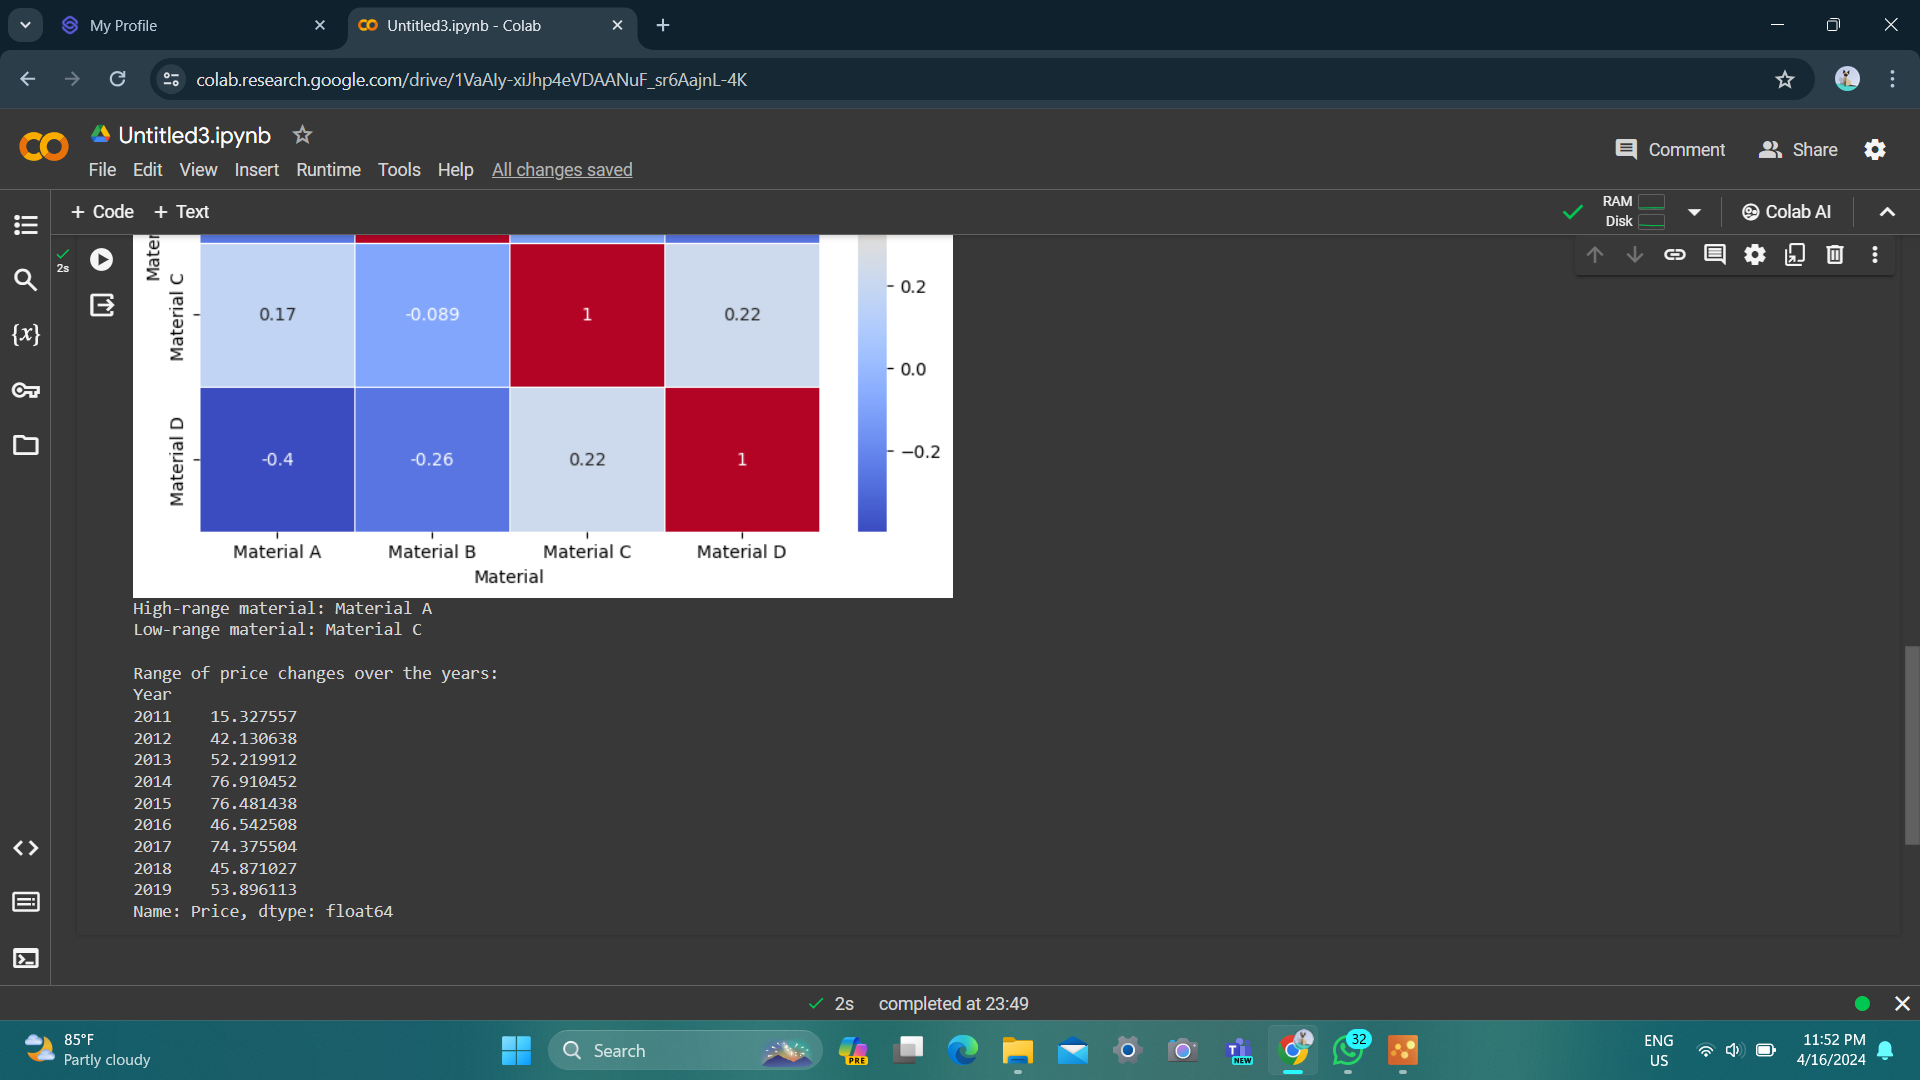 My Profile
Untitled3.ipynb - Colab
colab.research.google.com/drive/1VaAIy-xiJhp4eVDAANuF_sr6AajnL-4K
Untitled3.ipynb
File Edit View Insert Runtime Tools Help All changes saved
Comment Share
+ Code + Text
RAM
Disk
Colab AI
2s
{x}
Mater
Material C
0.17 -0.089 1 0.22
0.2
0.0
Material D
-0.4 -0.26 0.22 1
−0.2
Material A Material B Material C Material D
Material
High-range material: Material A
Low-range material: Material C
Range of price changes over the years:
Year
2011 15.327557
2012 42.130638
2013 52.219912
2014 76.910452
2015 76.481438
2016 46.542508
2017 74.375504
2018 45.871027
2019 53.896113
Name: Price, dtype: float64
2s completed at 23:49
85°F
Partly cloudy
Search
PRE
NEW
32
ENG
US
11:52 PM
4/16/2024